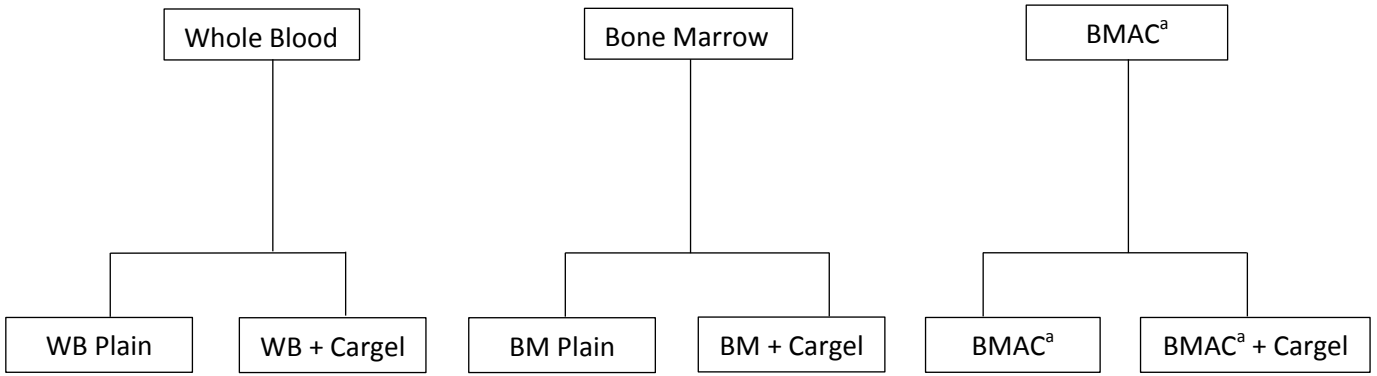 Whole Blood
Bone Marrow
BMACᵃ
WB Plain
WB + Cargel
BM Plain
BM + Cargel
BMACᵃ
BMACᵃ + Cargel